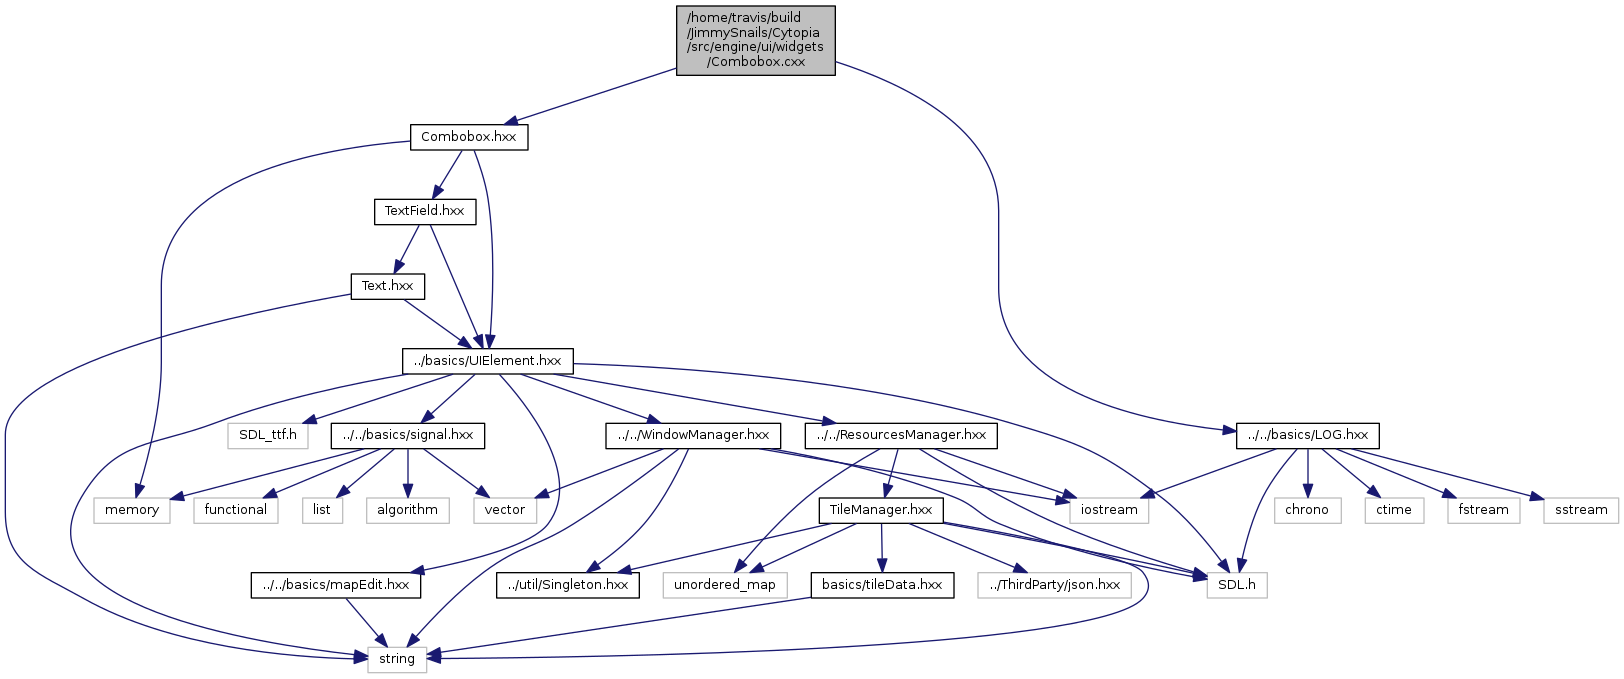 /home/travis/build
/JimmySnails/Cytopia
/src/engine/ui/widgets
/Combobox.cxx
Combobox.hxx
TextField.hxx
Text.hxx
../basics/UIElement.hxx
SDL_ttf.h
../../basics/signal.hxx
../../WindowManager.hxx
../../ResourcesManager.hxx
../../basics/LOG.hxx
memory
functional
list
algorithm
vector
TileManager.hxx
iostream
chrono
ctime
fstream
sstream
../../basics/mapEdit.hxx
../util/Singleton.hxx
unordered_map
basics/tileData.hxx
../ThirdParty/json.hxx
SDL.h
string